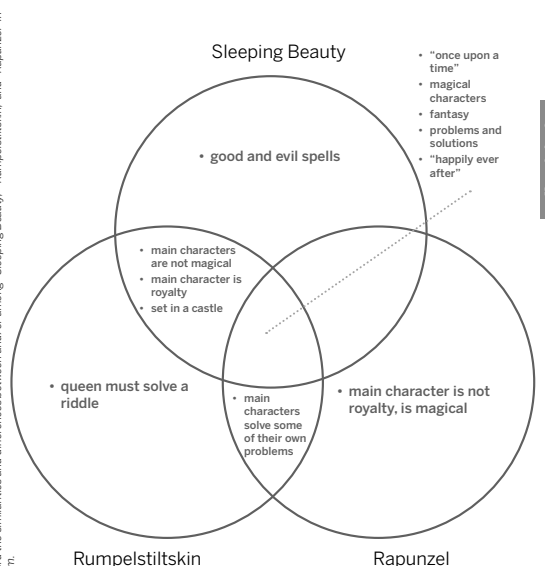 Sleeping Beauty
• “once upon a
time”
• magical
characters
• fantasy
• problems and
solutions
• “happily ever
after”
• good and evil spells
• main characters
are not magical
• main character is
royalty
• set in a castle
• queen must solve a
riddle
• main
characters
solve some
of their own
problems
• main character is not
royalty, is magical
Rumpelstiltskin
Rapunzel